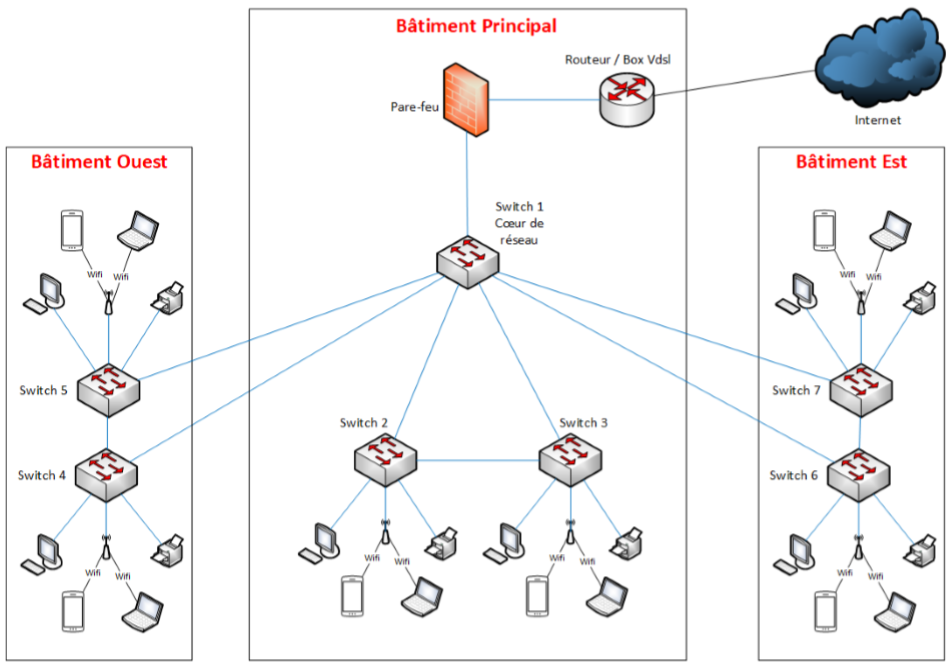 Bâtiment Principal
Routeur / Box Vdsl
Pare-feu
Internet
Bâtiment Ouest
Bâtiment Est
Switch 1
Cœur de
réseau
Wifi
Wifi
Wifi
Wifi
Switch 5
Switch 7
Switch 2
Switch 3
Switch 4
Switch 6
Wifi
Wifi
Wifi
Wifi
Wifi
Wifi
Wifi
Wifi